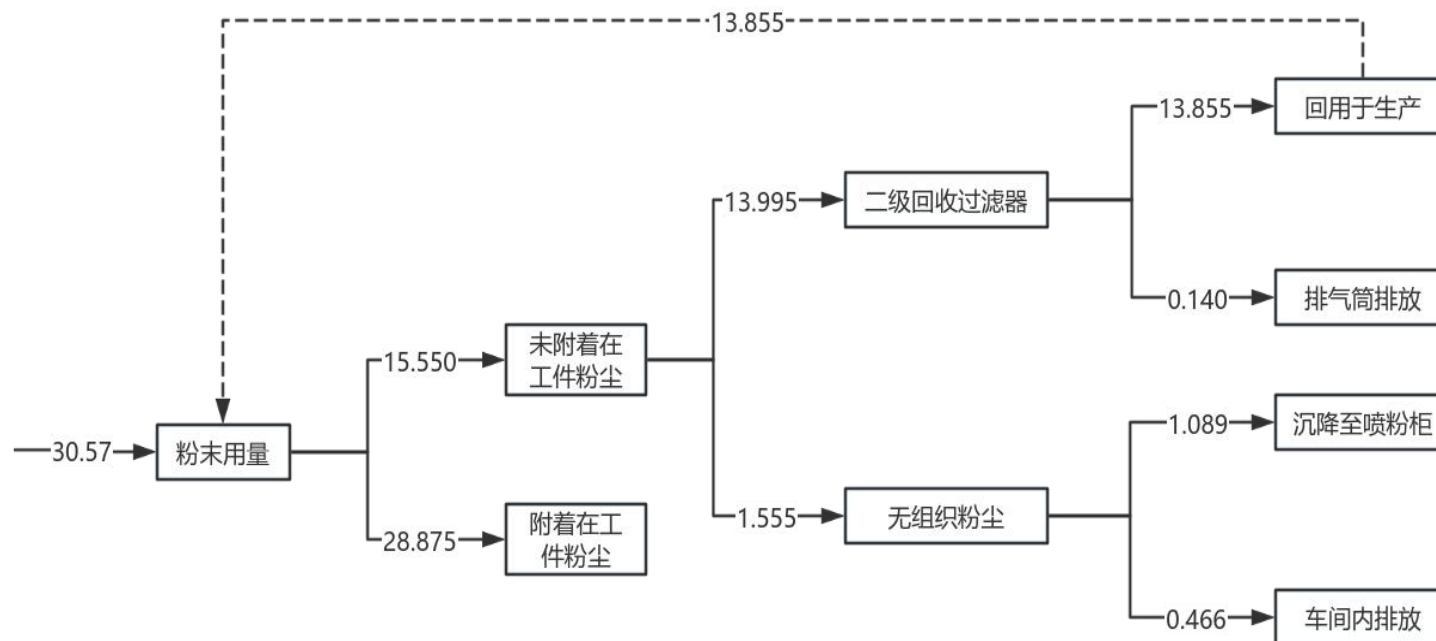 13.855
13.855
回用于生产
13.995
二级回收过滤器
0.140
排气筒排放
15.550
未附着在
工件粉尘
30.57
粉末用量
1.089
沉降至喷粉柜
28.875
附着在工
件粉尘
1.555
无组织粉尘
0.466
车间内排放